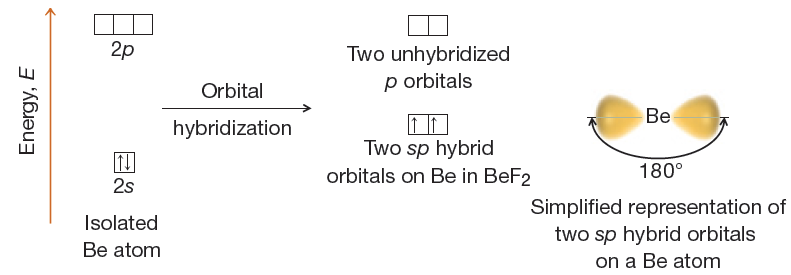 Energy, E
2p
2s
Isolated
Be atom
Orbital
hybridization
Two unhybridized
p orbitals
Two sp hybrid
orbitals on Be in BeF₂
Be
180°
Simplified representation of
two sp hybrid orbitals
on a Be atom